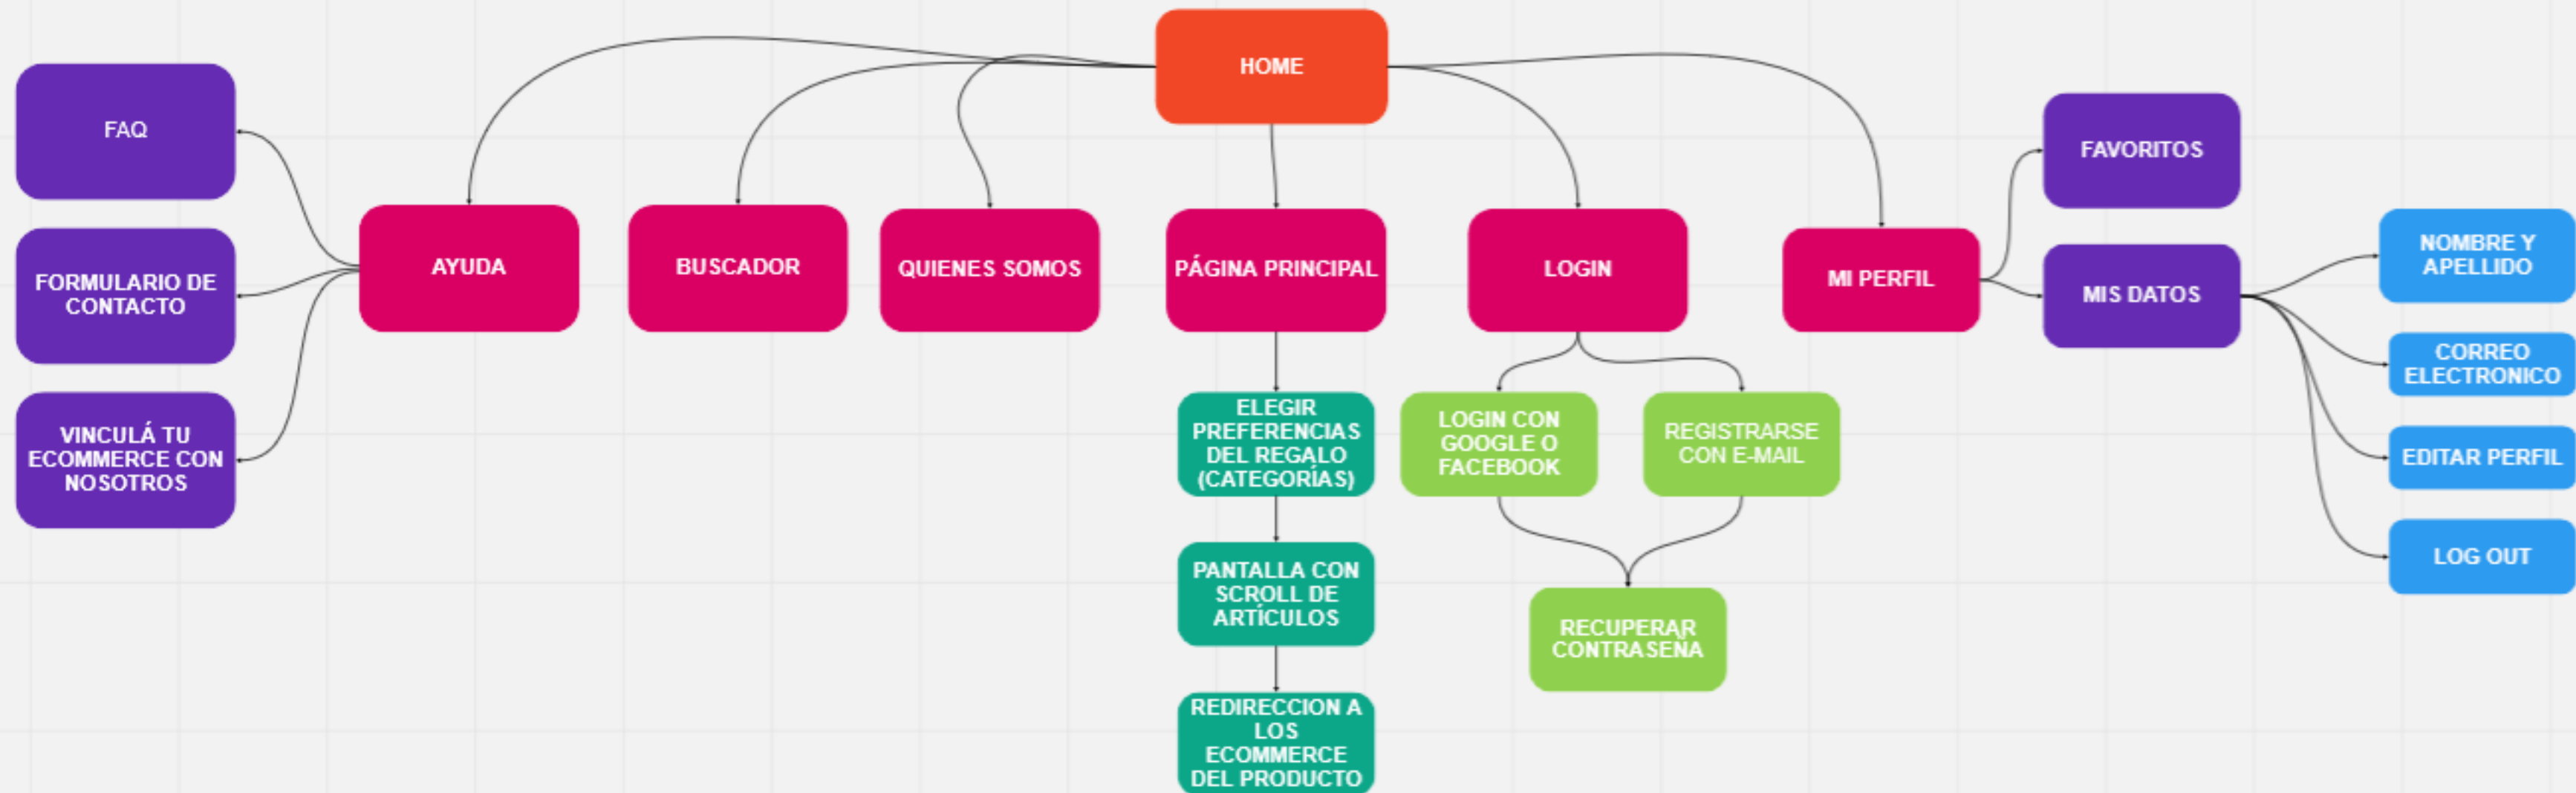 HOME
FAQ
FORMULARIO DE
CONTACTO
VINCULÁ TU
ECOMMERCE CON
NOSOTROS
AYUDA
BUSCADOR
QUIENES SOMOS
PÁGINA PRINCIPAL
ELEGIR
PREFERENCIAS
DEL REGALO
(CATEGORÍAS)
PANTALLA CON
SCROLL DE
ARTÍCULOS
REDIRECCION A
LOS
ECOMMERCE
DEL PRODUCTO
LOGIN
LOGIN CON
GOOGLE O
FACEBOOK
REGISTRARSE
CON E-MAIL
RECUPERAR
CONTRASEÑA
MI PERFIL
FAVORITOS
MIS DATOS
NOMBRE Y
APELLIDO
CORREO
ELECTRONICO
EDITAR PERFIL
LOG OUT